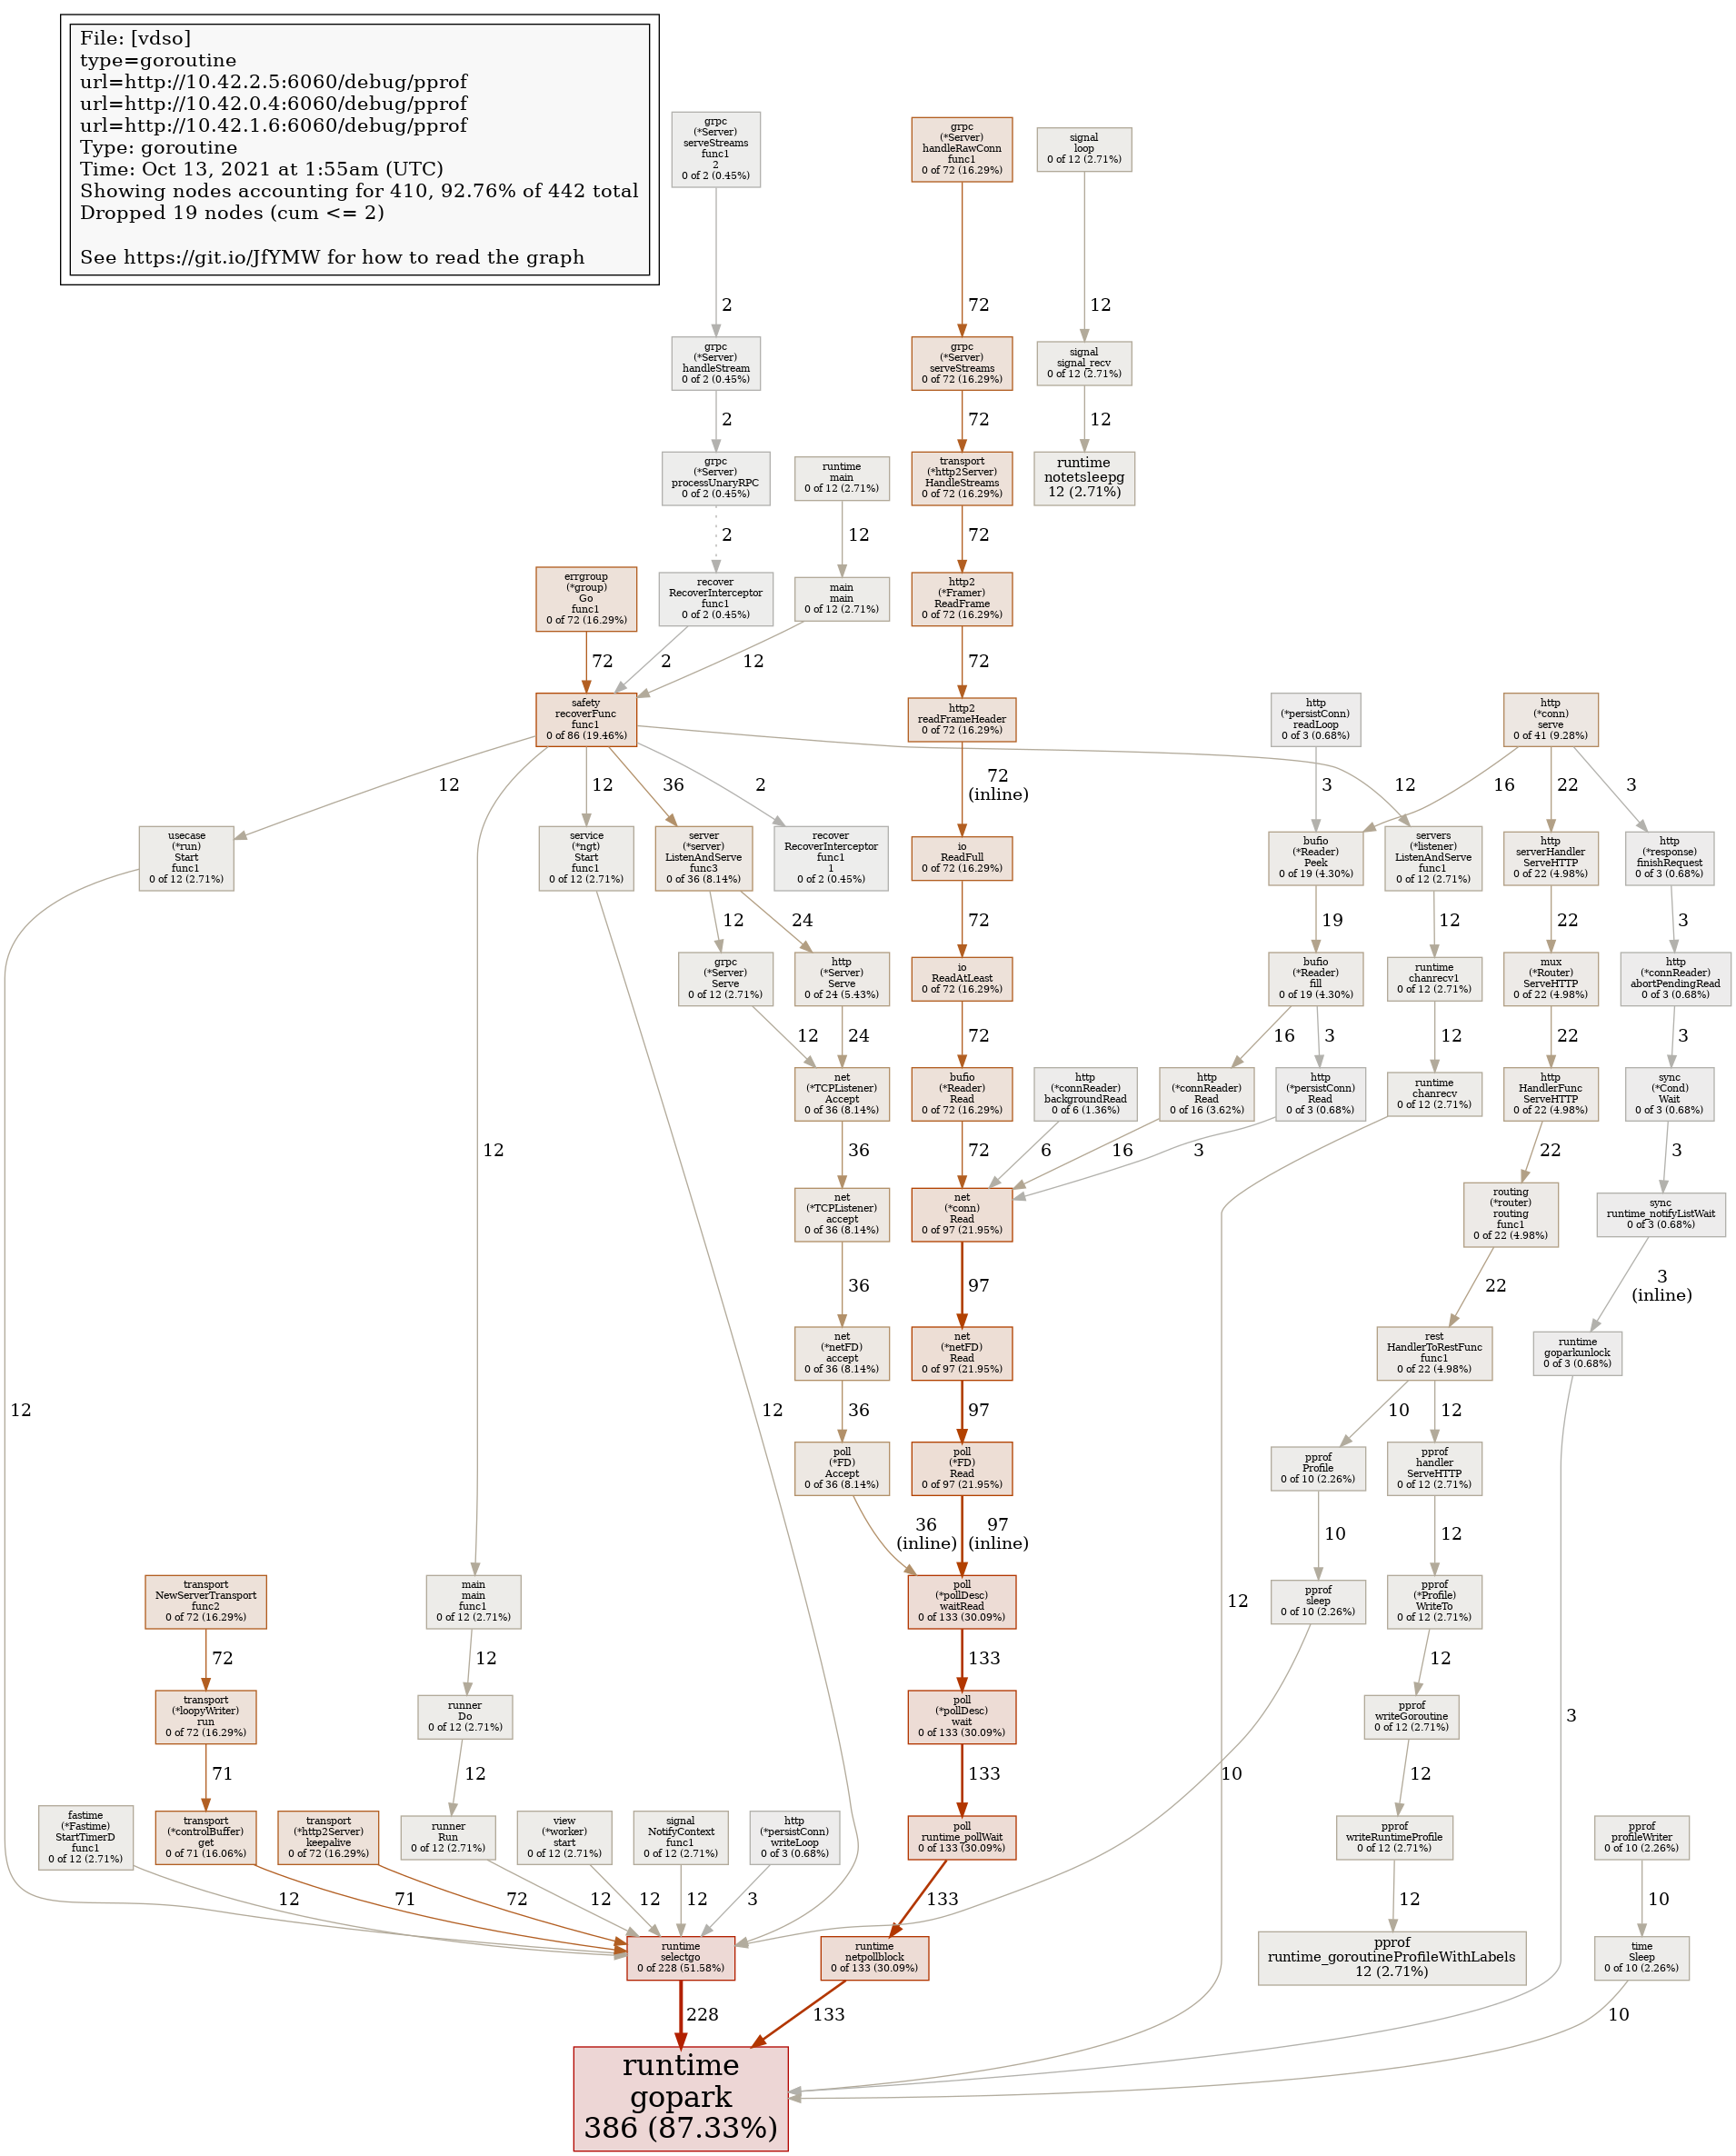 File: [vdso]
type=goroutine
url=http://10.42.2.5:6060/debug/pprof
url=http://10.42.0.4:6060/debug/pprof
url=http://10.42.1.6:6060/debug/pprof
Type: goroutine
Time: Oct 13, 2021 at 1:55am (UTC)
Showing nodes accounting for 410, 92.76% of 442 total
Dropped 19 nodes (cum <= 2)
See https://git.io/JfYMW for how to read the graph
grpc
(*Server)
serveStreams
func1
2
0 of 2 (0.45%)
grpc
(*Server)
handleRawConn
func1
0 of 72 (16.29%)
signal
loop
0 of 12 (2.71%)
2
72
12
grpc
(*Server)
handleStream
0 of 2 (0.45%)
grpc
(*Server)
serveStreams
0 of 72 (16.29%)
signal
signal_recv
0 of 12 (2.71%)
2
72
12
grpc
(*Server)
processUnaryRPC
0 of 2 (0.45%)
runtime
main
0 of 12 (2.71%)
transport
(*http2Server)
HandleStreams
0 of 72 (16.29%)
runtime
notetsleepg
12 (2.71%)
2
12
72
errgroup
(*group)
Go
func1
0 of 72 (16.29%)
recover
RecoverInterceptor
func1
0 of 2 (0.45%)
main
main
0 of 12 (2.71%)
http2
(*Framer)
ReadFrame
0 of 72 (16.29%)
72
2
12
72
safety
recoverFunc
func1
0 of 86 (19.46%)
http2
readFrameHeader
0 of 72 (16.29%)
http
(*persistConn)
readLoop
0 of 3 (0.68%)
http
(*conn)
serve
0 of 41 (9.28%)
12
12
36
2
72
(inline)
3
12
16
22
3
usecase
(*run)
Start
func1
0 of 12 (2.71%)
service
(*ngt)
Start
func1
0 of 12 (2.71%)
server
(*server)
ListenAndServe
func3
0 of 36 (8.14%)
recover
RecoverInterceptor
func1
1
0 of 2 (0.45%)
io
ReadFull
0 of 72 (16.29%)
bufio
(*Reader)
Peek
0 of 19 (4.30%)
servers
(*listener)
ListenAndServe
func1
0 of 12 (2.71%)
http
serverHandler
ServeHTTP
0 of 22 (4.98%)
http
(*response)
finishRequest
0 of 3 (0.68%)
12
24
72
19
12
22
3
grpc
(*Server)
Serve
0 of 12 (2.71%)
http
(*Server)
Serve
0 of 24 (5.43%)
io
ReadAtLeast
0 of 72 (16.29%)
bufio
(*Reader)
fill
0 of 19 (4.30%)
runtime
chanrecv1
0 of 12 (2.71%)
mux
(*Router)
ServeHTTP
0 of 22 (4.98%)
http
(*connReader)
abortPendingRead
0 of 3 (0.68%)
12
24
72
16
3
12
22
3
net
(*TCPListener)
Accept
0 of 36 (8.14%)
bufio
(*Reader)
Read
0 of 72 (16.29%)
http
(*connReader)
backgroundRead
0 of 6 (1.36%)
http
(*connReader)
Read
0 of 16 (3.62%)
http
(*persistConn)
Read
0 of 3 (0.68%)
runtime
chanrecv
0 of 12 (2.71%)
http
HandlerFunc
ServeHTTP
0 of 22 (4.98%)
sync
(*Cond)
Wait
0 of 3 (0.68%)
12
36
72
6
16
3
22
3
net
(*TCPListener)
accept
0 of 36 (8.14%)
net
(*conn)
Read
0 of 97 (21.95%)
routing
(*router)
routing
func1
0 of 22 (4.98%)
sync
runtime_notifyListWait
0 of 3 (0.68%)
36
97
22
3
(inline)
net
(*netFD)
accept
0 of 36 (8.14%)
net
(*netFD)
Read
0 of 97 (21.95%)
rest
HandlerToRestFunc
func1
0 of 22 (4.98%)
runtime
goparkunlock
0 of 3 (0.68%)
12
12
36
97
10
12
poll
(*FD)
Accept
0 of 36 (8.14%)
poll
(*FD)
Read
0 of 97 (21.95%)
pprof
Profile
0 of 10 (2.26%)
pprof
handler
ServeHTTP
0 of 12 (2.71%)
36
(inline)
97
(inline)
10
12
transport
NewServerTransport
func2
0 of 72 (16.29%)
main
main
func1
0 of 12 (2.71%)
poll
(*pollDesc)
waitRead
0 of 133 (30.09%)
12
pprof
sleep
0 of 10 (2.26%)
pprof
(*Profile)
WriteTo
0 of 12 (2.71%)
72
12
133
12
transport
(*loopyWriter)
run
0 of 72 (16.29%)
runner
Do
0 of 12 (2.71%)
poll
(*pollDesc)
wait
0 of 133 (30.09%)
pprof
writeGoroutine
0 of 12 (2.71%)
3
71
12
133
10
12
fastime
(*Fastime)
StartTimerD
func1
0 of 12 (2.71%)
transport
(*controlBuffer)
get
0 of 71 (16.06%)
transport
(*http2Server)
keepalive
0 of 72 (16.29%)
runner
Run
0 of 12 (2.71%)
view
(*worker)
start
0 of 12 (2.71%)
signal
NotifyContext
func1
0 of 12 (2.71%)
http
(*persistConn)
writeLoop
0 of 3 (0.68%)
poll
runtime_pollWait
0 of 133 (30.09%)
pprof
writeRuntimeProfile
0 of 12 (2.71%)
pprof
profileWriter
0 of 10 (2.26%)
12
71
72
12
12
12
3
133
12
10
runtime
selectgo
0 of 228 (51.58%)
runtime
netpollblock
0 of 133 (30.09%)
pprof
runtime_goroutineProfileWithLabels
12 (2.71%)
time
Sleep
0 of 10 (2.26%)
228
133
10
runtime
gopark
386 (87.33%)